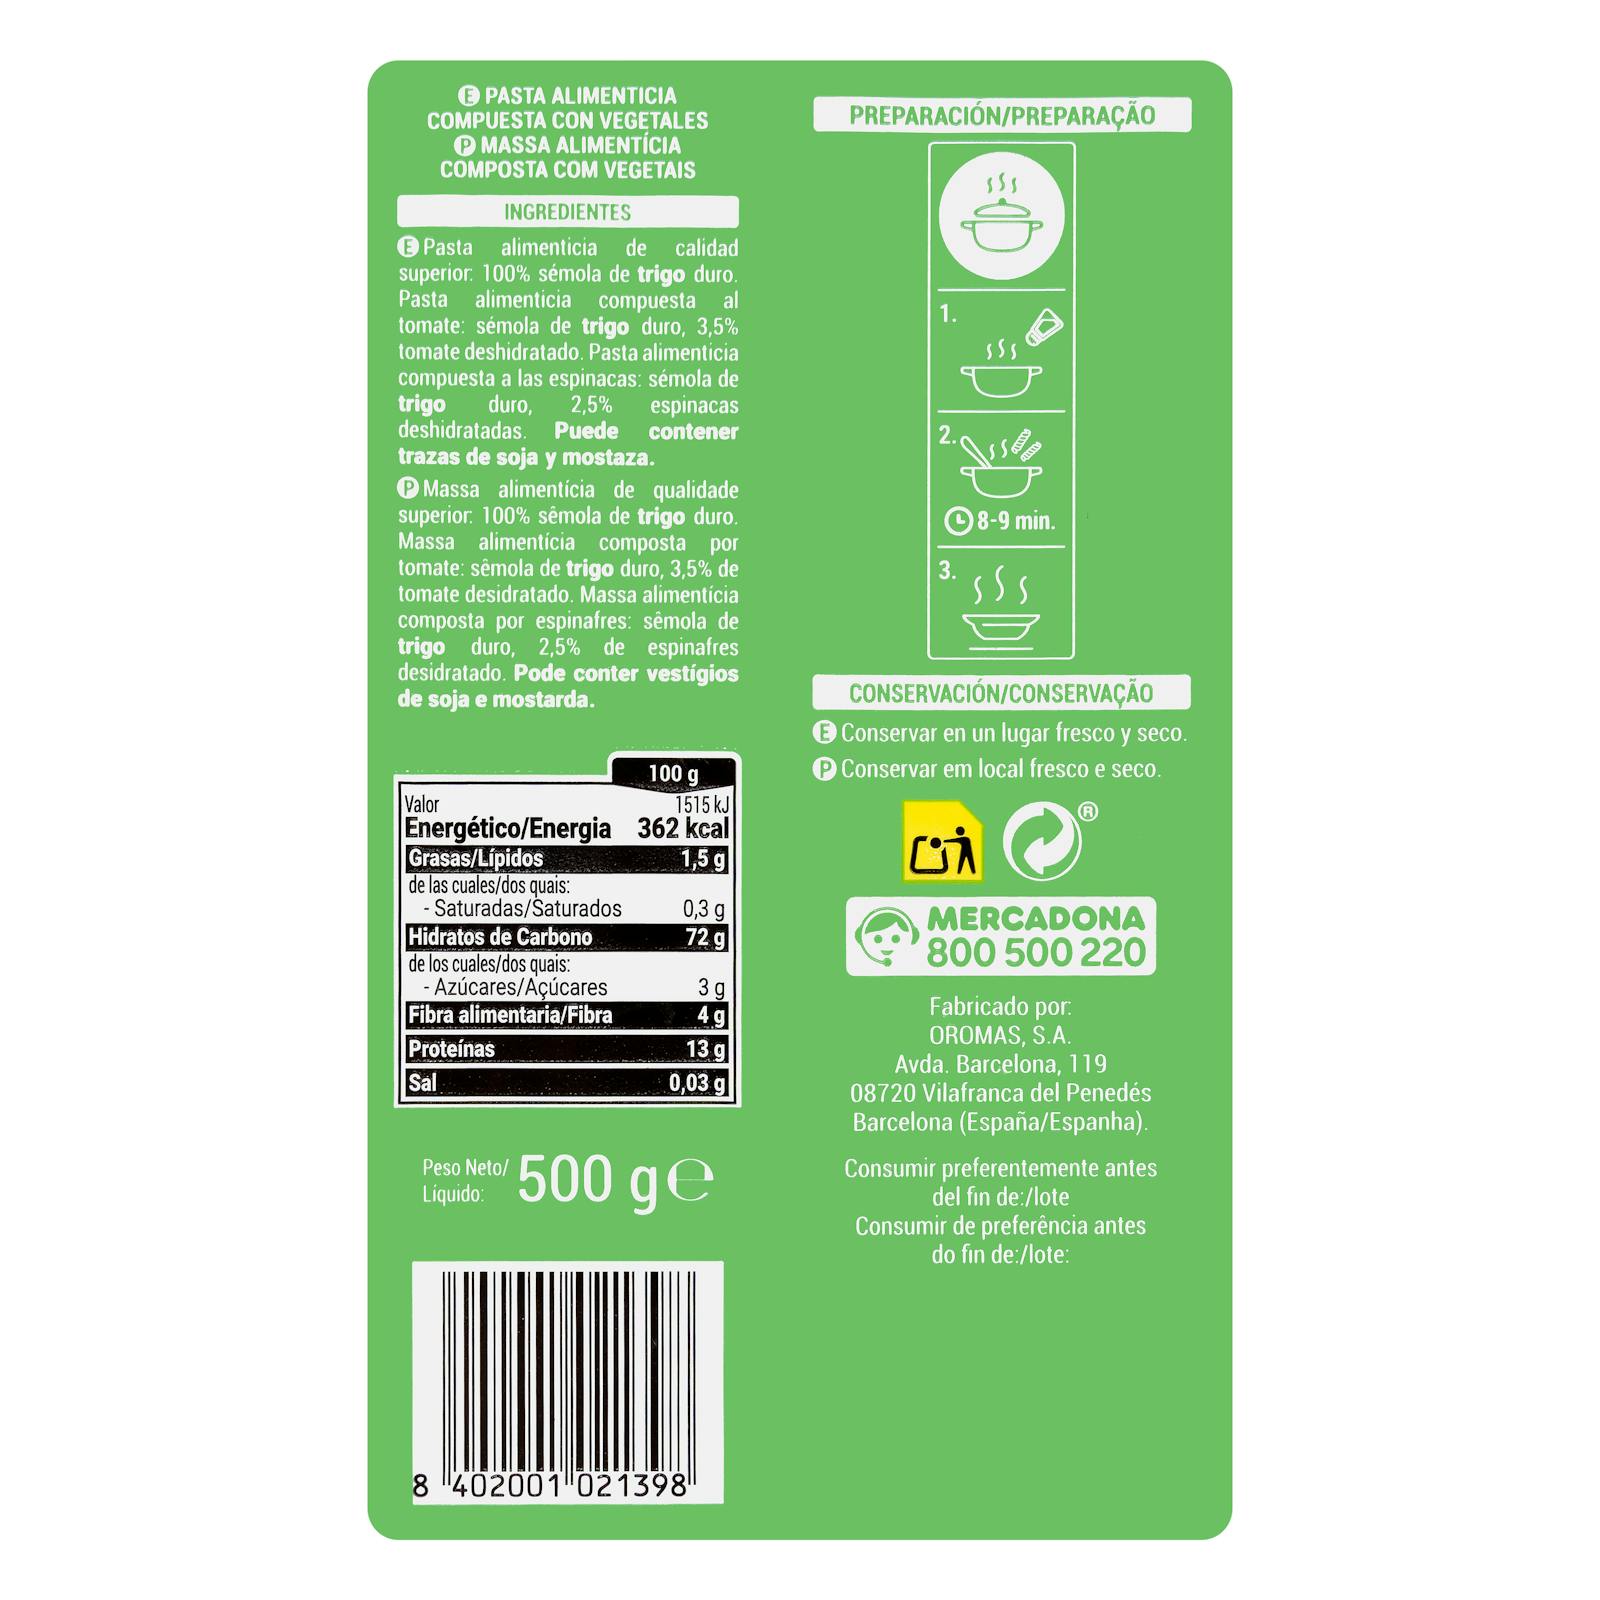 E PASTA ALIMENTICIA
COMPUESTA CON VEGETALES
P MASSA ALIMENTÍCIA
COMPOSTA COM VEGETAIS
INGREDIENTES
E Pasta alimenticia de calidad
superior: 100% sémola de trigo duro.
Pasta alimenticia compuesta al
tomate: sémola de trigo duro, 3,5%
tomate deshidratado. Pasta alimenticia
compuesta a las espinacas: sémola de
trigo duro, 2,5% espinacas
deshidratadas. Puede contener
trazas de soja y mostaza.
P Massa alimentícia de qualidade
superior: 100% sêmola de trigo duro.
Massa alimentícia composta por
tomate: sêmola de trigo duro, 3,5% de
tomate desidratado. Massa alimentícia
composta por espinafres: sêmola de
trigo duro, 2,5% de espinafres
desidratado. Pode conter vestígios
de soja e mostarda.
100 g
Valor 1515 kJ
Energético/Energia 362 kcal
Grasas/Lípidos 1,5 g
de las cuales/dos quais:
- Saturadas/Saturados 0,3 g
Hidratos de Carbono 72 g
de los cuales/dos quais:
- Azúcares/Açúcares 3 g
Fibra alimentaria/Fibra 4 g
Proteínas 13 g
Sal 0,03 g
Peso Neto/
Líquido: 500 g e
8 402001 021398
PREPARACIÓN/PREPARAÇÃO
1.
2.
8-9 min.
3.
CONSERVACIÓN/CONSERVAÇÃO
E Conservar en un lugar fresco y seco.
P Conservar em local fresco e seco.
®
MERCADONA
800 500 220
Fabricado por:
OROMAS, S.A.
Avda. Barcelona, 119
08720 Vilafranca del Penedés
Barcelona (España/Espanha).
Consumir preferentemente antes
del fin de:/lote
Consumir de preferência antes
do fin de:/lote: